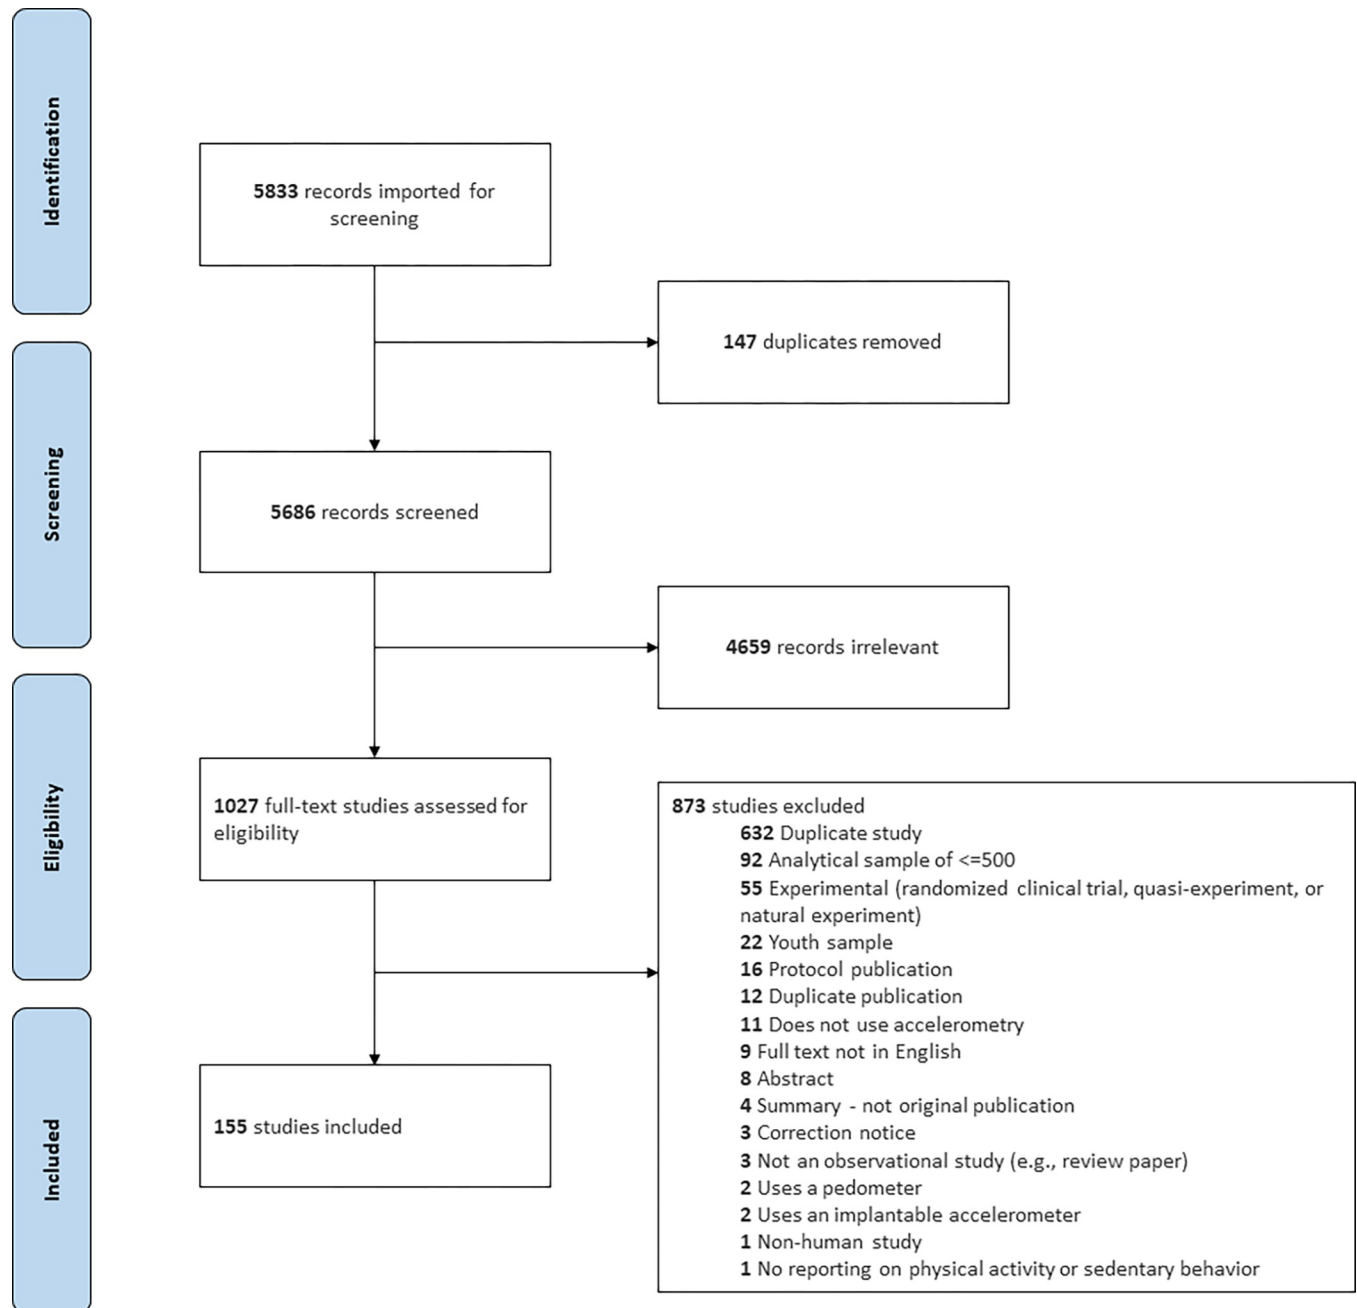 Identification
5833 records imported for
screening
147 duplicates removed
Screening
5686 records screened
4659 records irrelevant
Eligibility
1027 full-text studies assessed for
eligibility
873 studies excluded
632 Duplicate study
92 Analytical sample of <=500
55 Experimental (randomized clinical trial, quasi-experiment, or
natural experiment)
22 Youth sample
16 Protocol publication
12 Duplicate publication
11 Does not use accelerometry
9 Full text not in English
8 Abstract
4 Summary - not original publication
3 Correction notice
3 Not an observational study (e.g., review paper)
2 Uses a pedometer
2 Uses an implantable accelerometer
1 Non-human study
1 No reporting on physical activity or sedentary behavior
Included
155 studies included